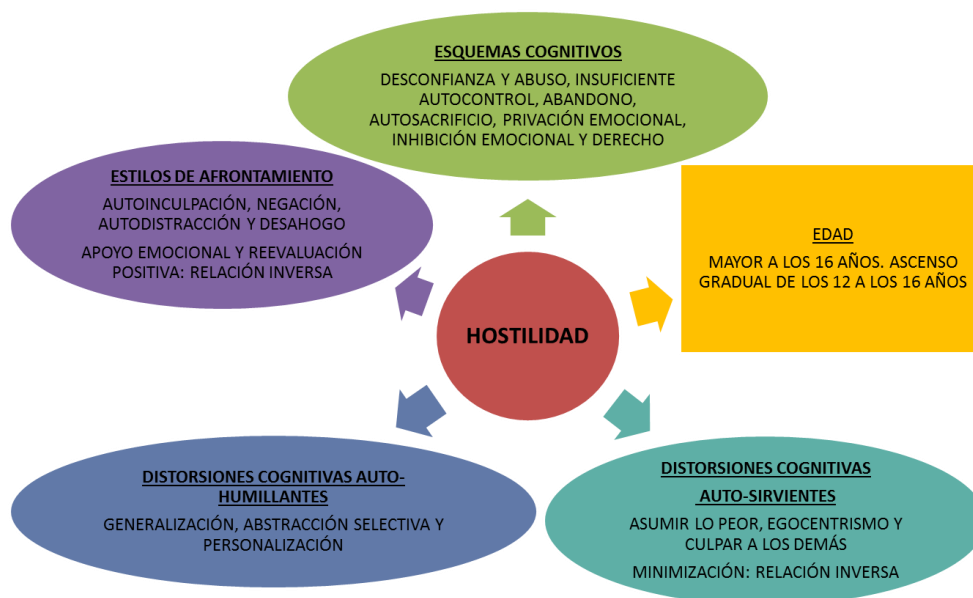 ESQUEMAS COGNITIVOS
DESCONFIANZA Y ABUSO, INSUFICIENTE
AUTOCONTROL, ABANDONO,
AUTOSACRIFICIO, PRIVACIÓN EMOCIONAL,
INHIBICIÓN EMOCIONAL Y DERECHO
ESTILOS DE AFRONTAMIENTO
AUTOINCULPACIÓN, NEGACIÓN,
AUTODISTRACCIÓN Y DESAHOGO
APOYO EMOCIONAL Y REEVALUACIÓN
POSITIVA: RELACIÓN INVERSA
EDAD
MAYOR A LOS 16 AÑOS. ASCENSO
GRADUAL DE LOS 12 A LOS 16 AÑOS
HOSTILIDAD
DISTORSIONES COGNITIVAS AUTO-
HUMILLANTES
GENERALIZACIÓN, ABSTRACCIÓN SELECTIVA Y
PERSONALIZACIÓN
DISTORSIONES COGNITIVAS
AUTO-SIRVIENTES
ASUMIR LO PEOR, EGOCENTRISMO Y
CULPAR A LOS DEMÁS
MINIMIZACIÓN: RELACIÓN INVERSA